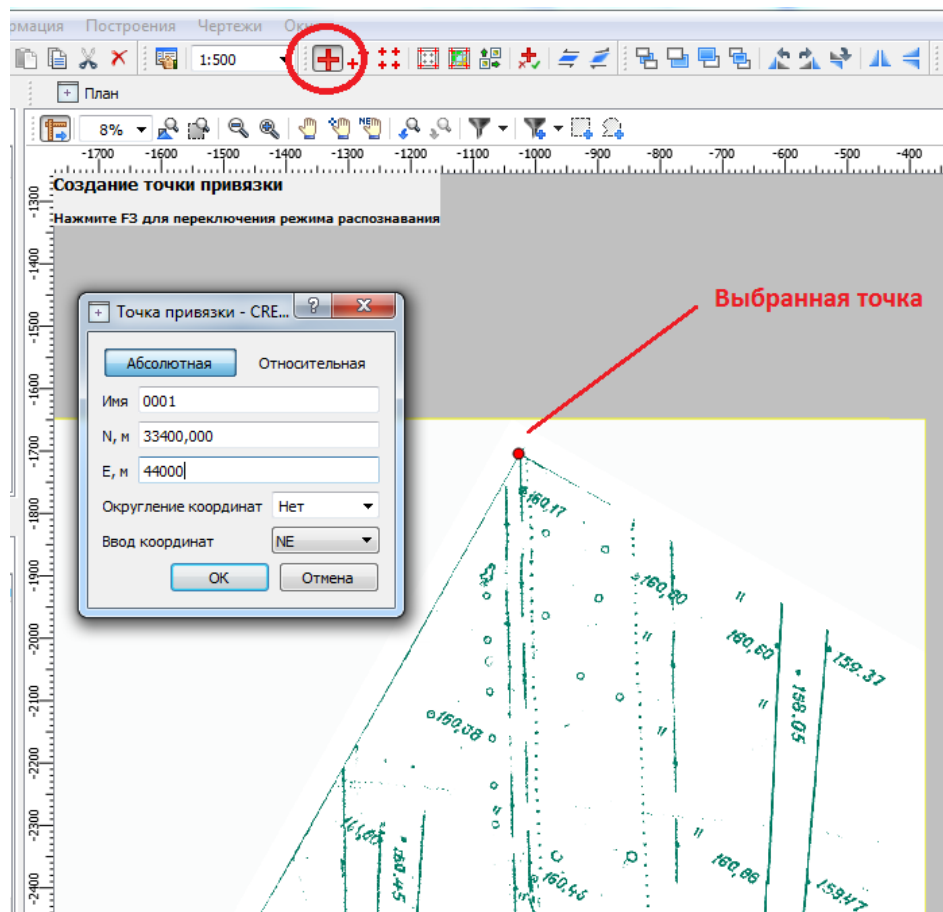 рмация Построения Чертежи Окн
1:500
План
8%
-1700 -1600 -1500 -1400 -1300 -1200 -1100 -1000 -900 -800 -700 -600 -500 -400
Создание точки привязки
Нажмите F3 для переключения режима распознавания
-1300
-1400
-1500
-1600
-1700
-1800
-1900
-2000
-2100
-2200
-2300
-2400
Точка привязки - CRE...
Абсолютная Относительная
Имя 0001
N, м 33400,000
E, м 44000
Округление координат Нет
Ввод координат NE
OK Отмена
Выбранная точка
160,17
160,80
160,60
159.37
158.05
160,08
160.45
160,46
160,86
159,47